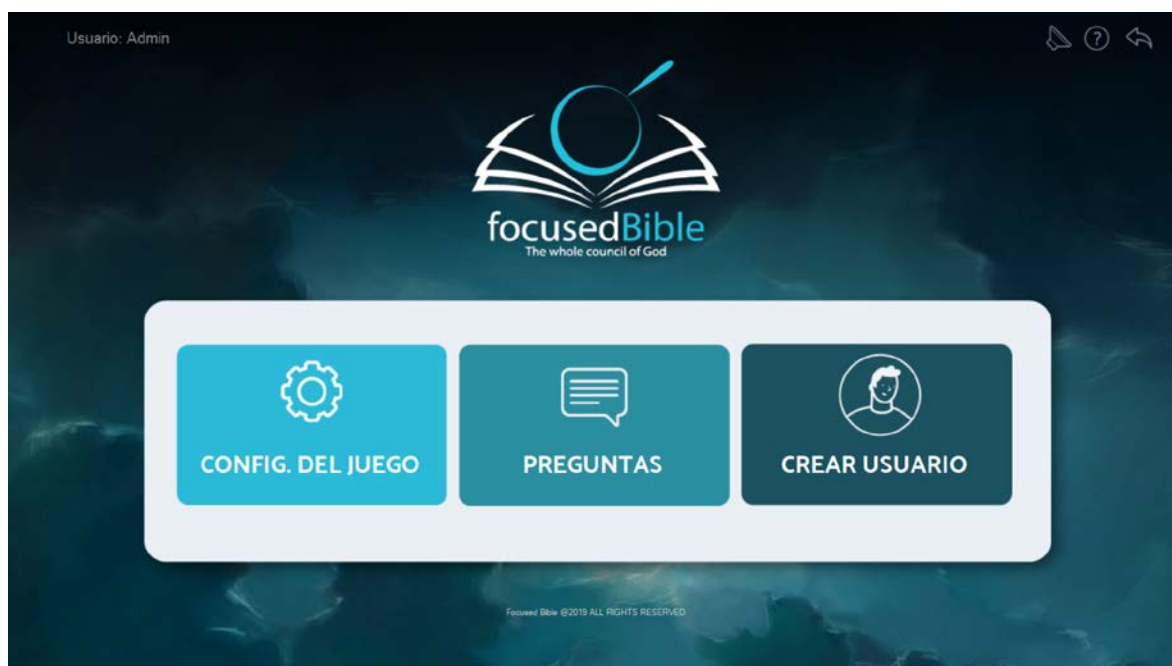 Usuario: Admin
?
focusedBible
The whole council of God
CONFIG. DEL JUEGO
PREGUNTAS
CREAR USUARIO
Focused Bible @2019 ALL RIGHTS RESERVED